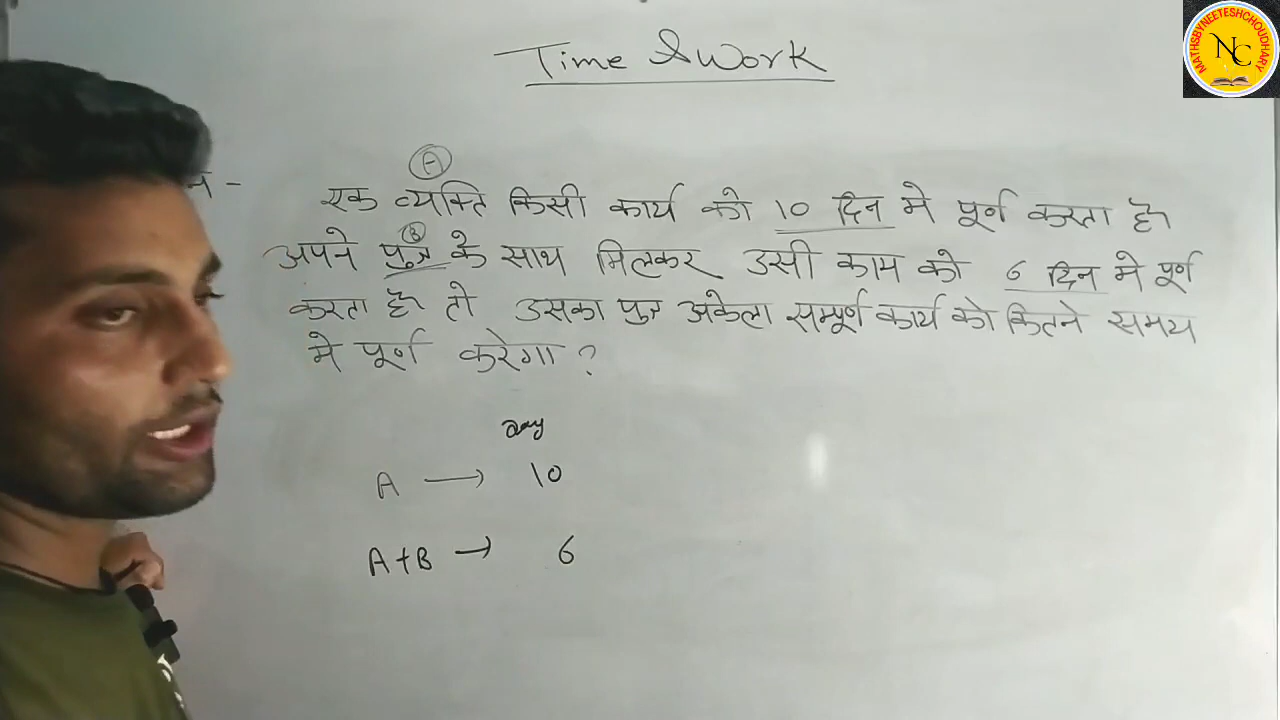 Time & Work
A
एक व्यक्ति किसी कार्य को 10 दिन मे पूर्ण करता है।
B
अपने पुत्र के साथ मिलकर उसी काम को 6 दिन मे पूर्ण
करता है। तो उसका पुत्र अकेला सम्पूर्ण कार्य को कितने समय
मे पूर्ण करेगा ?
Day
A → 10
A+B → 6
MATHSBYNEETESHCHOUDHARY
NC